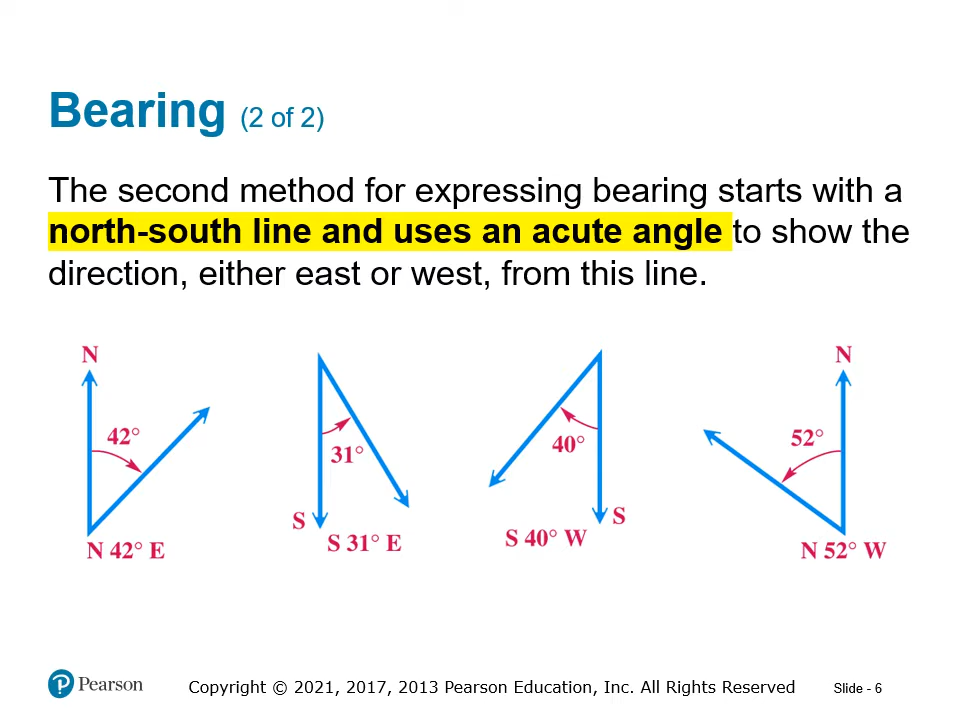 Bearing (2 of 2)
The second method for expressing bearing starts with a
north-south line and uses an acute angle to show the
direction, either east or west, from this line.
N
42°
N 42° E
31°
S
S 31° E
40°
S
S 40° W
N
52°
N 52° W
P Pearson
Copyright © 2021, 2017, 2013 Pearson Education, Inc. All Rights Reserved
Slide - 6